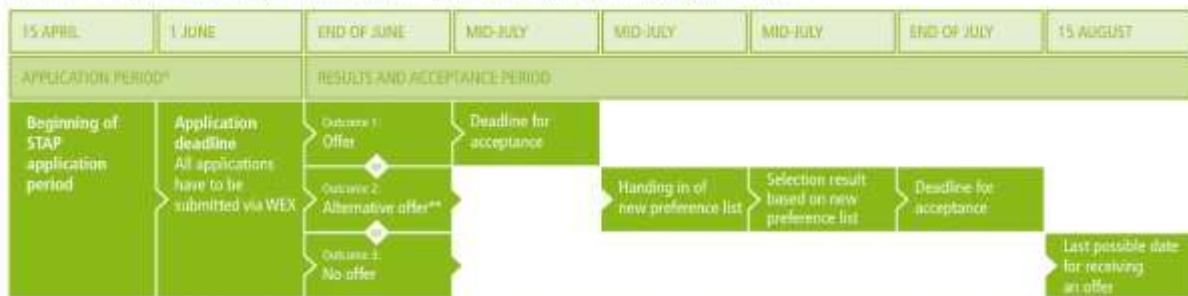 15 APRIL
1 JUNE
END OF JUNE
MID-JULY
MID-JULY
MID-JULY
END OF JULY
15 AUGUST
APPLICATION PERIOD*
RESULTS AND ACCEPTANCE PERIOD
Beginning of
STAP
application
period
Application
deadline
All applications
have to be
submitted via WEX
Outcome 1:
Offer
or
Outcome 2:
Alternative offer**
or
Outcome 3:
No offer
Deadline for
acceptance
Handing in of
new preference list
Selection result
based on new
preference list
Deadline for
acceptance
Last possible date
for receiving
an offer